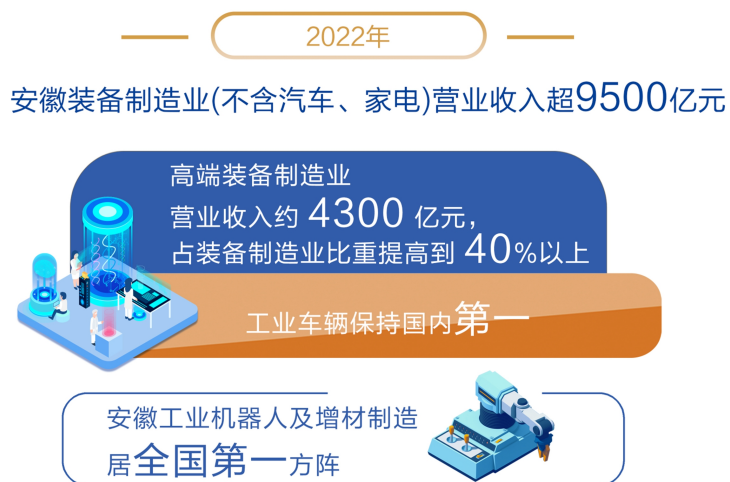 2022年
安徽装备制造业(不含汽车、家电)营业收入超9500亿元
高端装备制造业
营业收入约 4300 亿元，
占装备制造业比重提高到 40%以上
工业车辆保持国内第一
安徽工业机器人及增材制造
居全国第一方阵